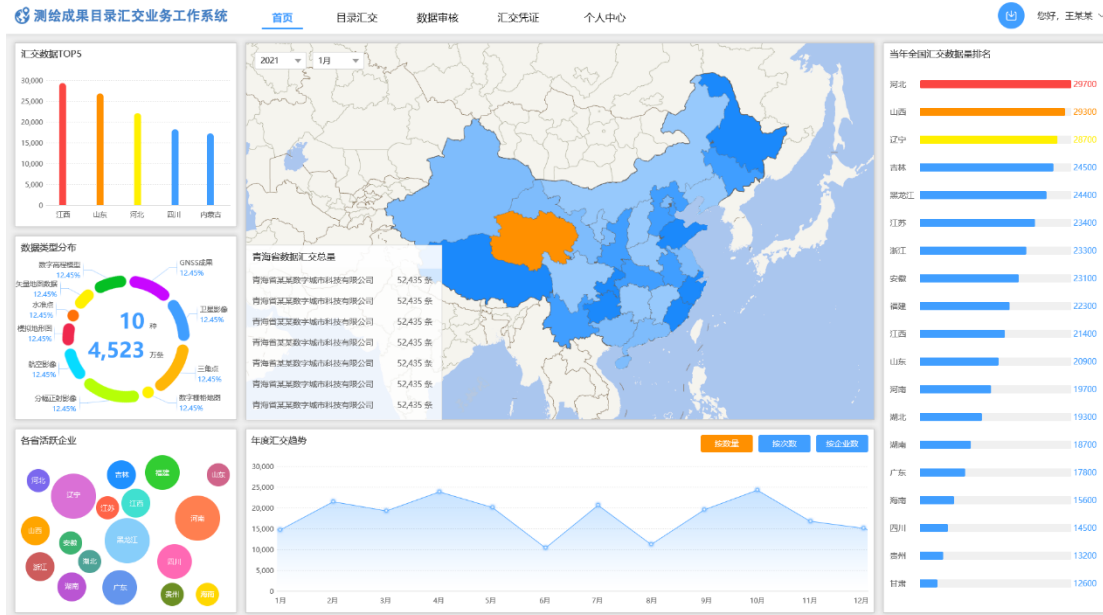 测绘成果目录汇交业务工作系统
首页
目录汇交
数据审核
汇交凭证
个人中心
您好，王某某
汇交数据TOP5
30,000
25,000
20,000
15,000
10,000
5,000
0
江西
山东
河北
四川
内蒙古
数据类型分布
数字高程模型
12.45%
GNSS成果
12.45%
矢量地图数据
12.45%
卫星影像
12.45%
水准点
12.45%
模拟地形图
12.45%
航空影像
12.45%
三角点
12.45%
分幅正射影像
12.45%
数字栅格地图
12.45%
10 种
4,523 万条
各省活跃企业
河北
辽宁
吉林
福建
山东
江苏
江西
河南
山西
安徽
黑龙江
浙江
湖北
四川
湖南
广东
贵州
海南
2021
1月
青海省数据汇交总量
青海省某某数字城市科技有限公司 52,435 条
青海省某某数字城市科技有限公司 52,435 条
青海省某某数字城市科技有限公司 52,435 条
青海省某某数字城市科技有限公司 52,435 条
青海省某某数字城市科技有限公司 52,435 条
青海省某某数字城市科技有限公司 52,435 条
青海省某某数字城市科技有限公司 52,435 条
年度汇交趋势
按数量
按次数
按企业数
30,000
25,000
20,000
15,000
10,000
5,000
0
1月
2月
3月
4月
5月
6月
7月
8月
9月
10月
11月
12月
当年全国汇交数据量排名
河北 29700
山西 29300
辽宁 28700
吉林 24500
黑龙江 24400
江苏 23400
浙江 23300
安徽 23100
福建 22300
江西 21400
山东 20900
河南 19700
湖北 19300
湖南 18700
广东 17800
海南 15600
四川 14500
贵州 13200
甘肃 12600